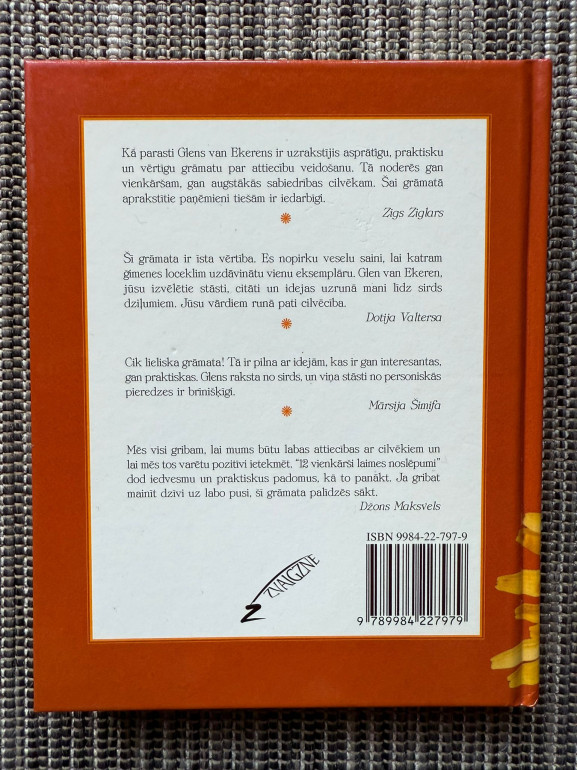 Kā parasti Glens van Ekerens ir uzrakstījis asprātīgu, praktisku
un vērtīgu grāmatu par attiecību veidošanu. Tā noderēs gan
vienkāršam, gan augstākās sabiedrības cilvēkam. Šai grāmatā
aprakstītie paņēmieni tiešām ir iedarbīgi.
Zigs Ziglars
Šī grāmata ir īsta vērtība. Es nopirku veselu saini, lai katram
ģimenes loceklim uzdāvinātu vienu eksemplāru. Glen van Ekeren,
jūsu izvēlētie stāsti, citāti un idejas uzrunā mani līdz sirds
dziļumiem. Jūsu vārdiem runā pati cilvēcība.
Dotija Valtersa
Cik lieliska grāmata! Tā ir pilna ar idejām, kas ir gan interesantas,
gan praktiskas. Glens raksta no sirds, un viņa stāsti no personiskās
pieredzes ir brīnišķīgi.
Mārsija Šimifa
Mēs visi gribam, lai mums būtu labas attiecības ar cilvēkiem un
lai mēs tos varētu pozitīvi ietekmēt. “12 vienkārši laimes noslēpumi”
dod iedvesmu un praktiskus padomus, kā to panākt. Ja gribat
mainīt dzīvi uz labo pusi, šī grāmata palīdzēs sākt.
Džons Maksvels
ISBN 9984-22-797-9
ZVAIGZNE
9 789984 227979